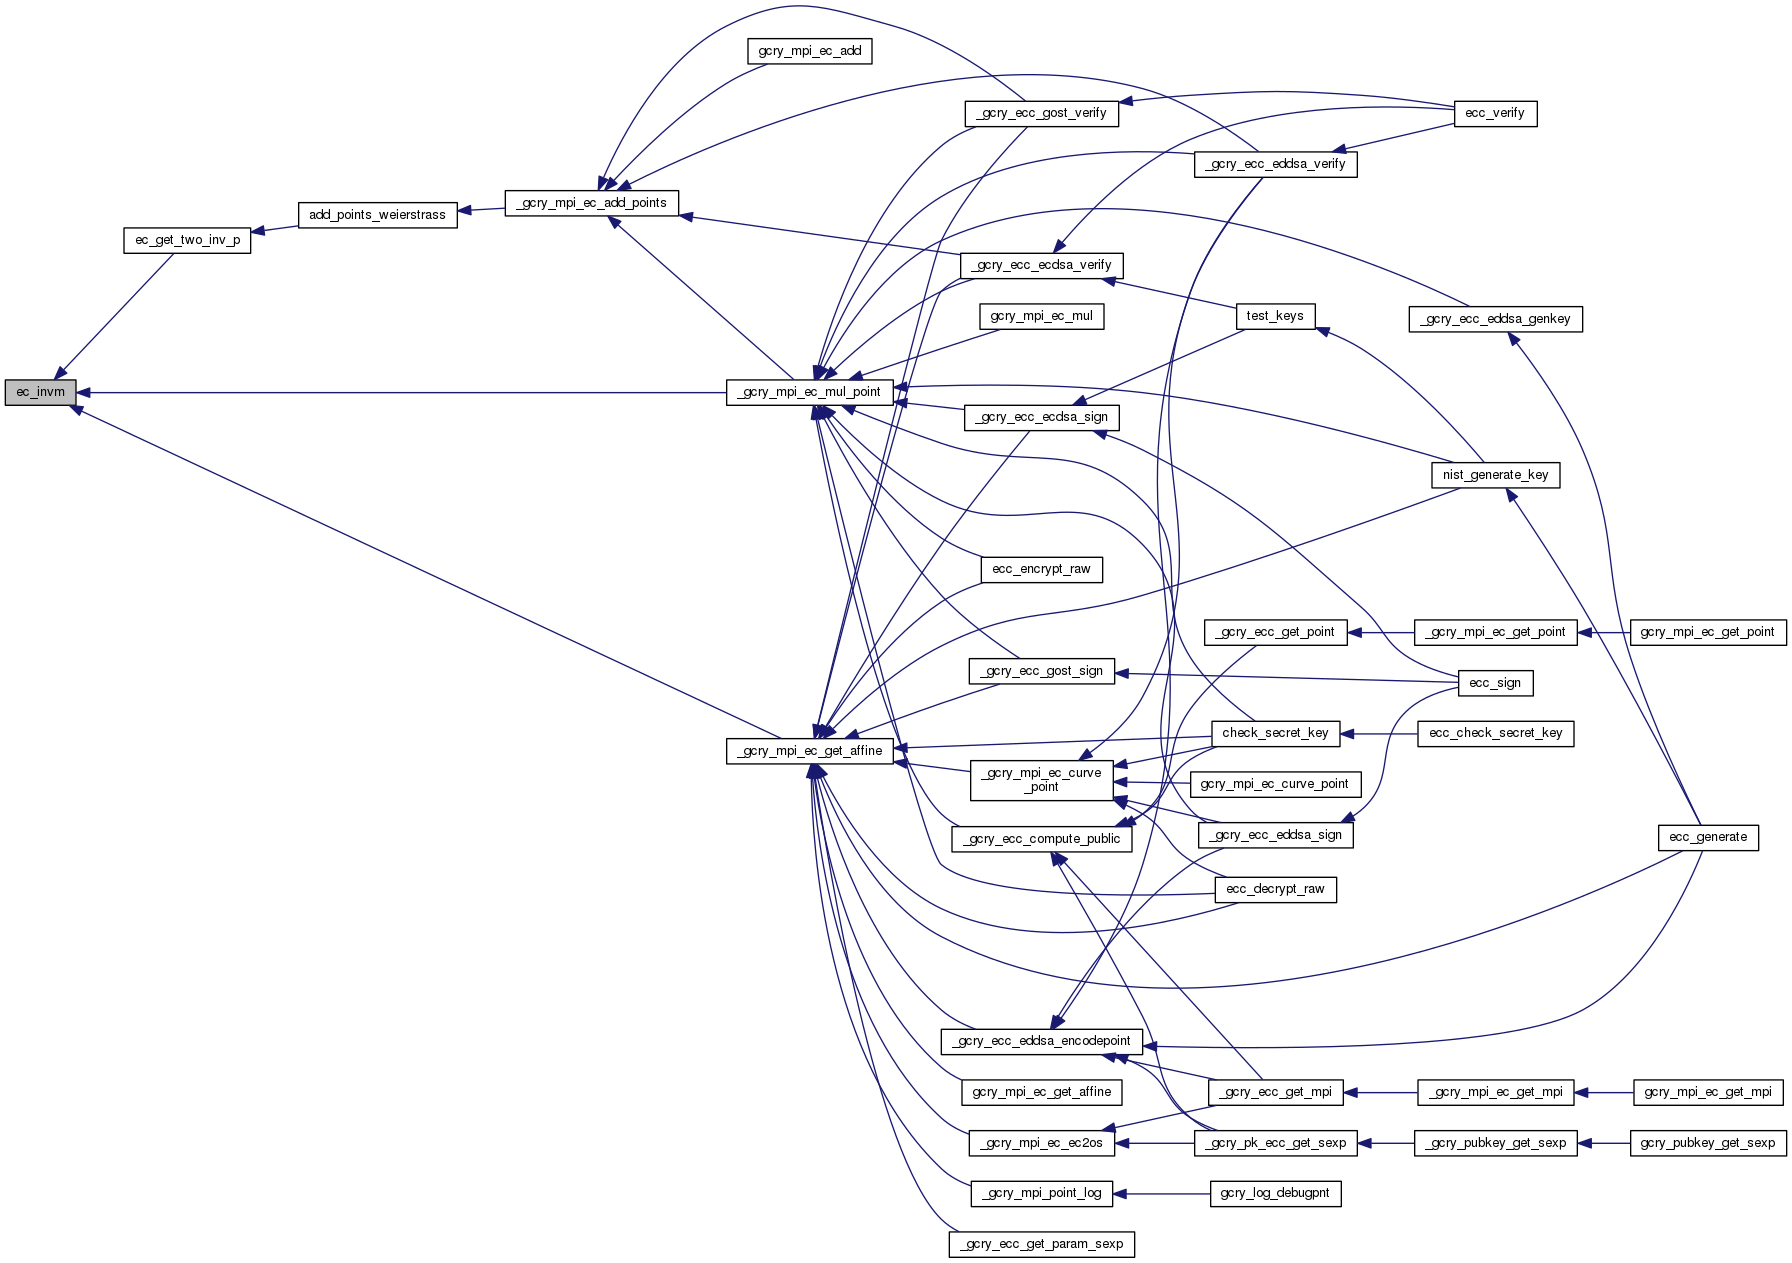 gcry_mpi_ec_add
_gcry_ecc_gost_verify
ecc_verify
_gcry_ecc_eddsa_verify
_gcry_mpi_ec_add_points
add_points_weierstrass
ec_get_two_inv_p
_gcry_ecc_ecdsa_verify
gcry_mpi_ec_mul
test_keys
_gcry_ecc_eddsa_genkey
ec_invm
_gcry_mpi_ec_mul_point
_gcry_ecc_ecdsa_sign
nist_generate_key
ecc_encrypt_raw
_gcry_ecc_get_point
_gcry_mpi_ec_get_point
gcry_mpi_ec_get_point
_gcry_ecc_gost_sign
ecc_sign
check_secret_key
ecc_check_secret_key
_gcry_mpi_ec_get_affine
_gcry_mpi_ec_curve
_point
gcry_mpi_ec_curve_point
_gcry_ecc_compute_public
_gcry_ecc_eddsa_sign
ecc_generate
ecc_decrypt_raw
_gcry_ecc_eddsa_encodepoint
gcry_mpi_ec_get_affine
_gcry_ecc_get_mpi
_gcry_mpi_ec_get_mpi
gcry_mpi_ec_get_mpi
_gcry_mpi_ec_ec2os
_gcry_pk_ecc_get_sexp
_gcry_pubkey_get_sexp
gcry_pubkey_get_sexp
_gcry_mpi_point_log
gcry_log_debugpnt
_gcry_ecc_get_param_sexp